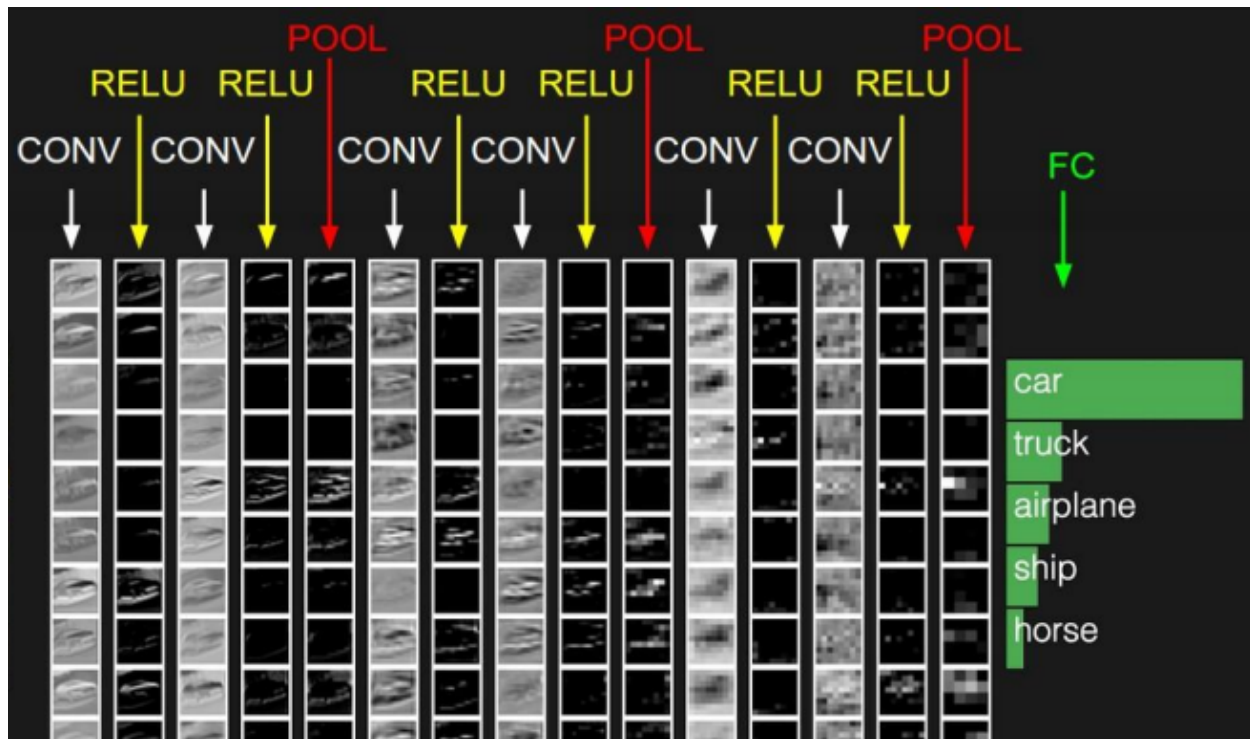 POOL POOL POOL
RELU RELU RELU RELU RELU RELU
CONV CONV CONV CONV CONV CONV
FC
car
truck
airplane
ship
horse